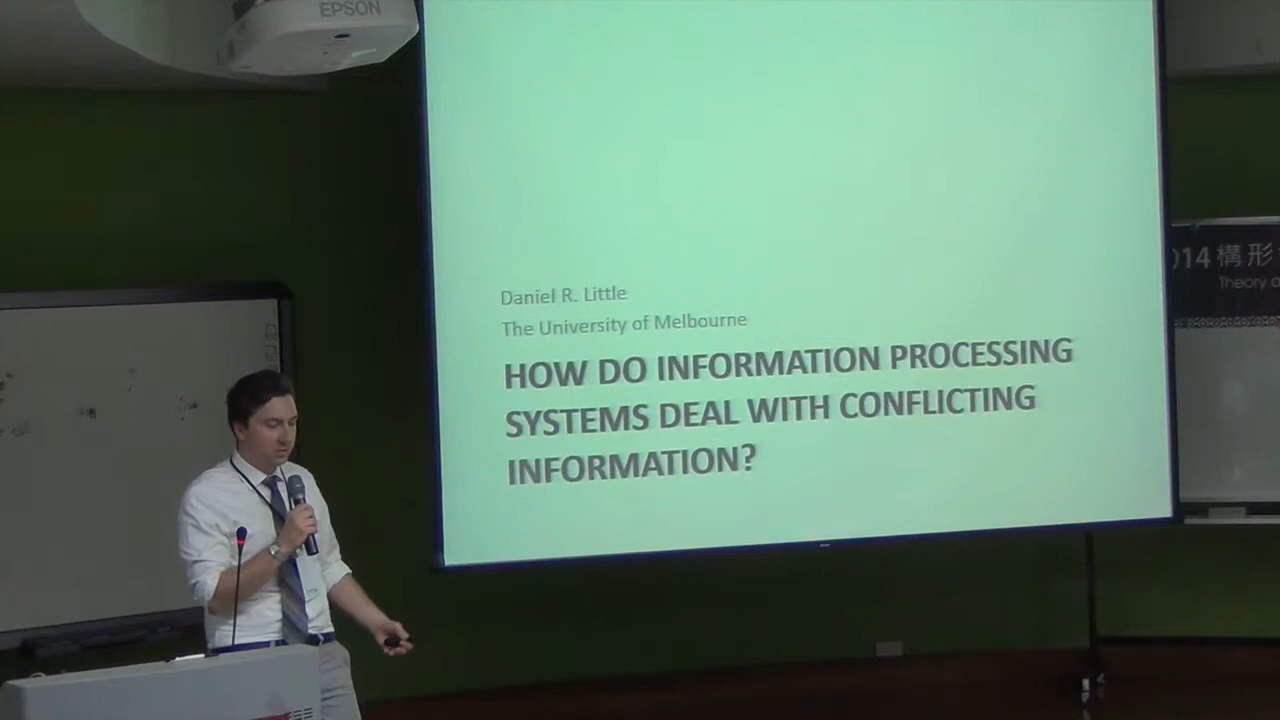 EPSON
Daniel R. Little
The University of Melbourne
HOW DO INFORMATION PROCESSING
SYSTEMS DEAL WITH CONFLICTING
INFORMATION?
014 構形
Theory o